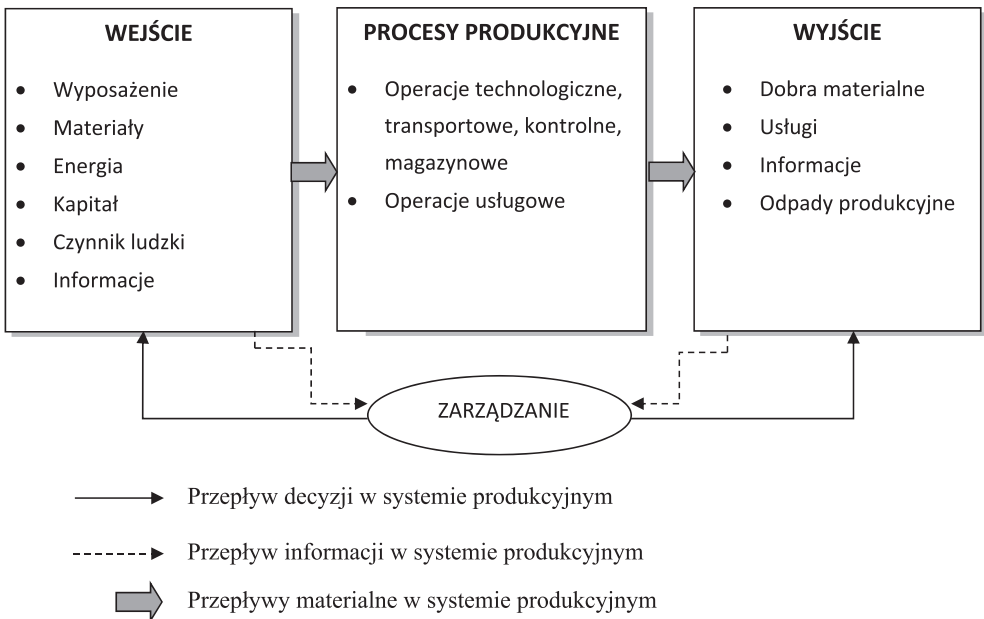 WEJŚCIE
• Wyposażenie
• Materiały
• Energia
• Kapitał
• Czynnik ludzki
• Informacje
PROCESY PRODUKCYJNE
• Operacje technologiczne,
transportowe, kontrolne,
magazynowe
• Operacje usługowe
WYJŚCIE
• Dobra materialne
• Usługi
• Informacje
• Odpady produkcyjne
ZARZĄDZANIE
Przepływ decyzji w systemie produkcyjnym
Przepływ informacji w systemie produkcyjnym
Przepływy materialne w systemie produkcyjnym